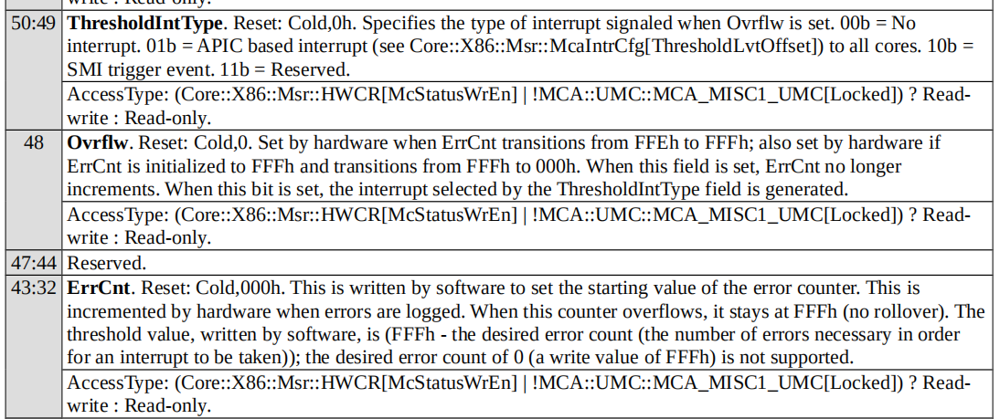 write : Read-only.
50:49 ThresholdIntType. Reset: Cold,0h. Specifies the type of interrupt signaled when Ovrflw is set. 00b = No
interrupt. 01b = APIC based interrupt (see Core::X86::Msr::McaIntrCfg[ThresholdLvtOffset]) to all cores. 10b =
SMI trigger event. 11b = Reserved.
AccessType: (Core::X86::Msr::HWCR[McStatusWrEn] | !MCA::UMC::MCA_MISC1_UMC[Locked]) ? Read-
write : Read-only.
48 Ovrflw. Reset: Cold,0. Set by hardware when ErrCnt transitions from FFEh to FFFh; also set by hardware if
ErrCnt is initialized to FFFh and transitions from FFFh to 000h. When this field is set, ErrCnt no longer
increments. When this bit is set, the interrupt selected by the ThresholdIntType field is generated.
AccessType: (Core::X86::Msr::HWCR[McStatusWrEn] | !MCA::UMC::MCA_MISC1_UMC[Locked]) ? Read-
write : Read-only.
47:44 Reserved.
43:32 ErrCnt. Reset: Cold,000h. This is written by software to set the starting value of the error counter. This is
incremented by hardware when errors are logged. When this counter overflows, it stays at FFFh (no rollover). The
threshold value, written by software, is (FFFh - the desired error count (the number of errors necessary in order
for an interrupt to be taken)); the desired error count of 0 (a write value of FFFh) is not supported.
AccessType: (Core::X86::Msr::HWCR[McStatusWrEn] | !MCA::UMC::MCA_MISC1_UMC[Locked]) ? Read-
write : Read-only.